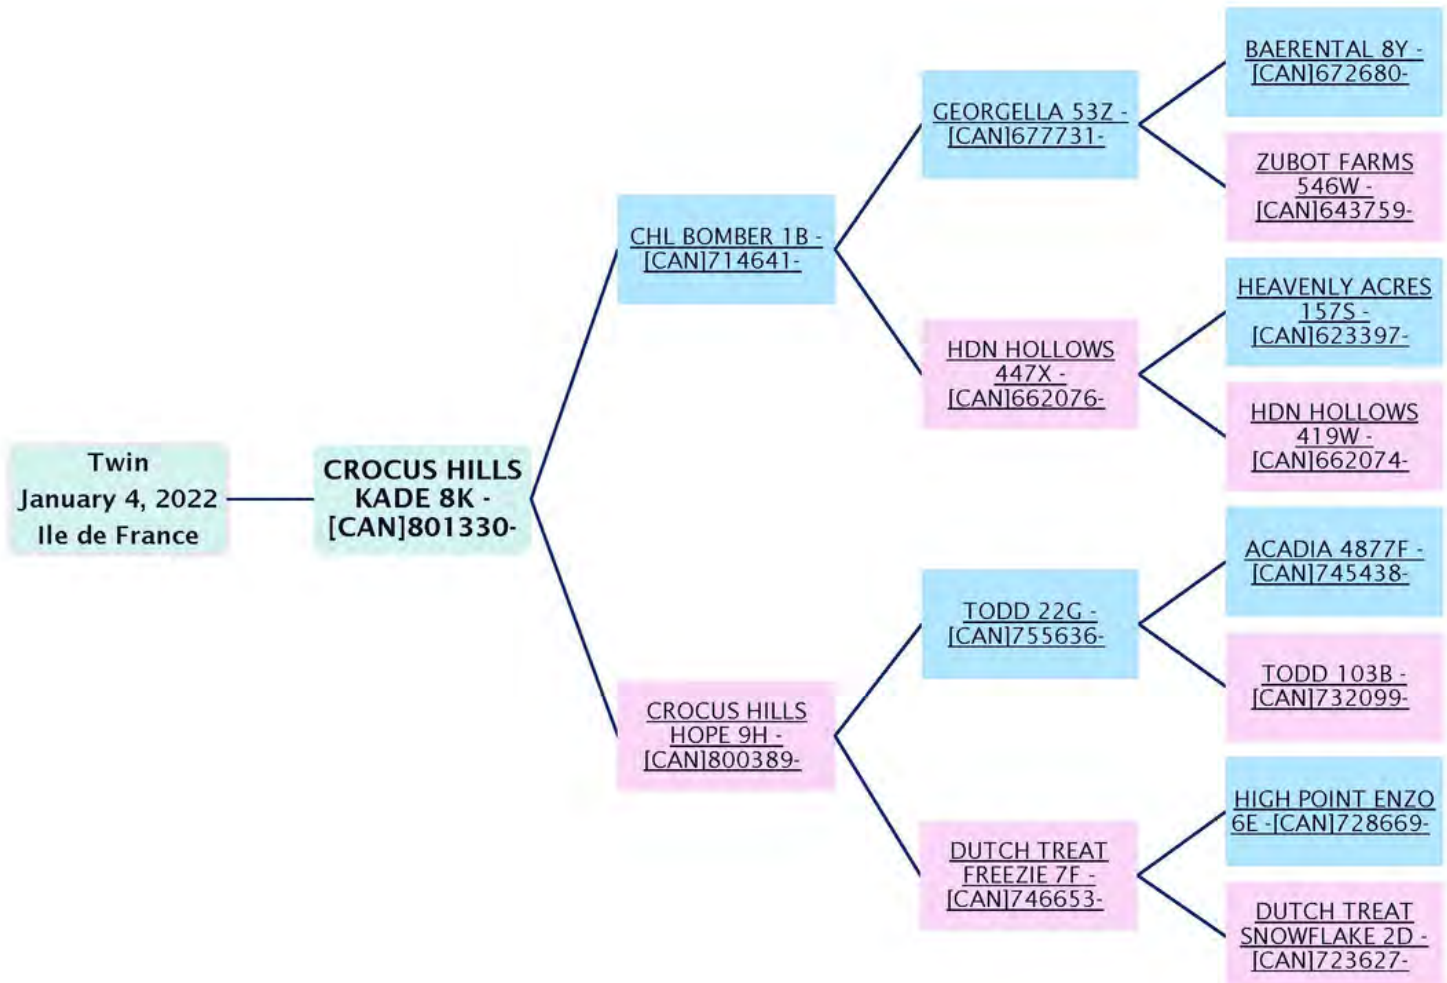 Twin
January 4, 2022
Ile de France
CROCUS HILLS
KADE 8K -
[CAN]801330-
CHL BOMBER 1B -
[CAN]714641-
CROCUS HILLS
HOPE 9H -
[CAN]800389-
GEORGELLA 53Z -
[CAN]677731-
HDN HOLLOWS
447X -
[CAN]662076-
TODD 22G -
[CAN]755636-
DUTCH TREAT
FREEZIE 7F -
[CAN]746653-
BAERENTAL 8Y -
[CAN]672680-
ZUBOT FARMS
546W -
[CAN]643759-
HEAVENLY ACRES
157S -
[CAN]623397-
HDN HOLLOWS
419W -
[CAN]662074-
ACADIA 4877F -
[CAN]745438-
TODD 103B -
[CAN]732099-
HIGH POINT ENZO
6E -[CAN]728669-
DUTCH TREAT
SNOWFLAKE 2D -
[CAN]723627-